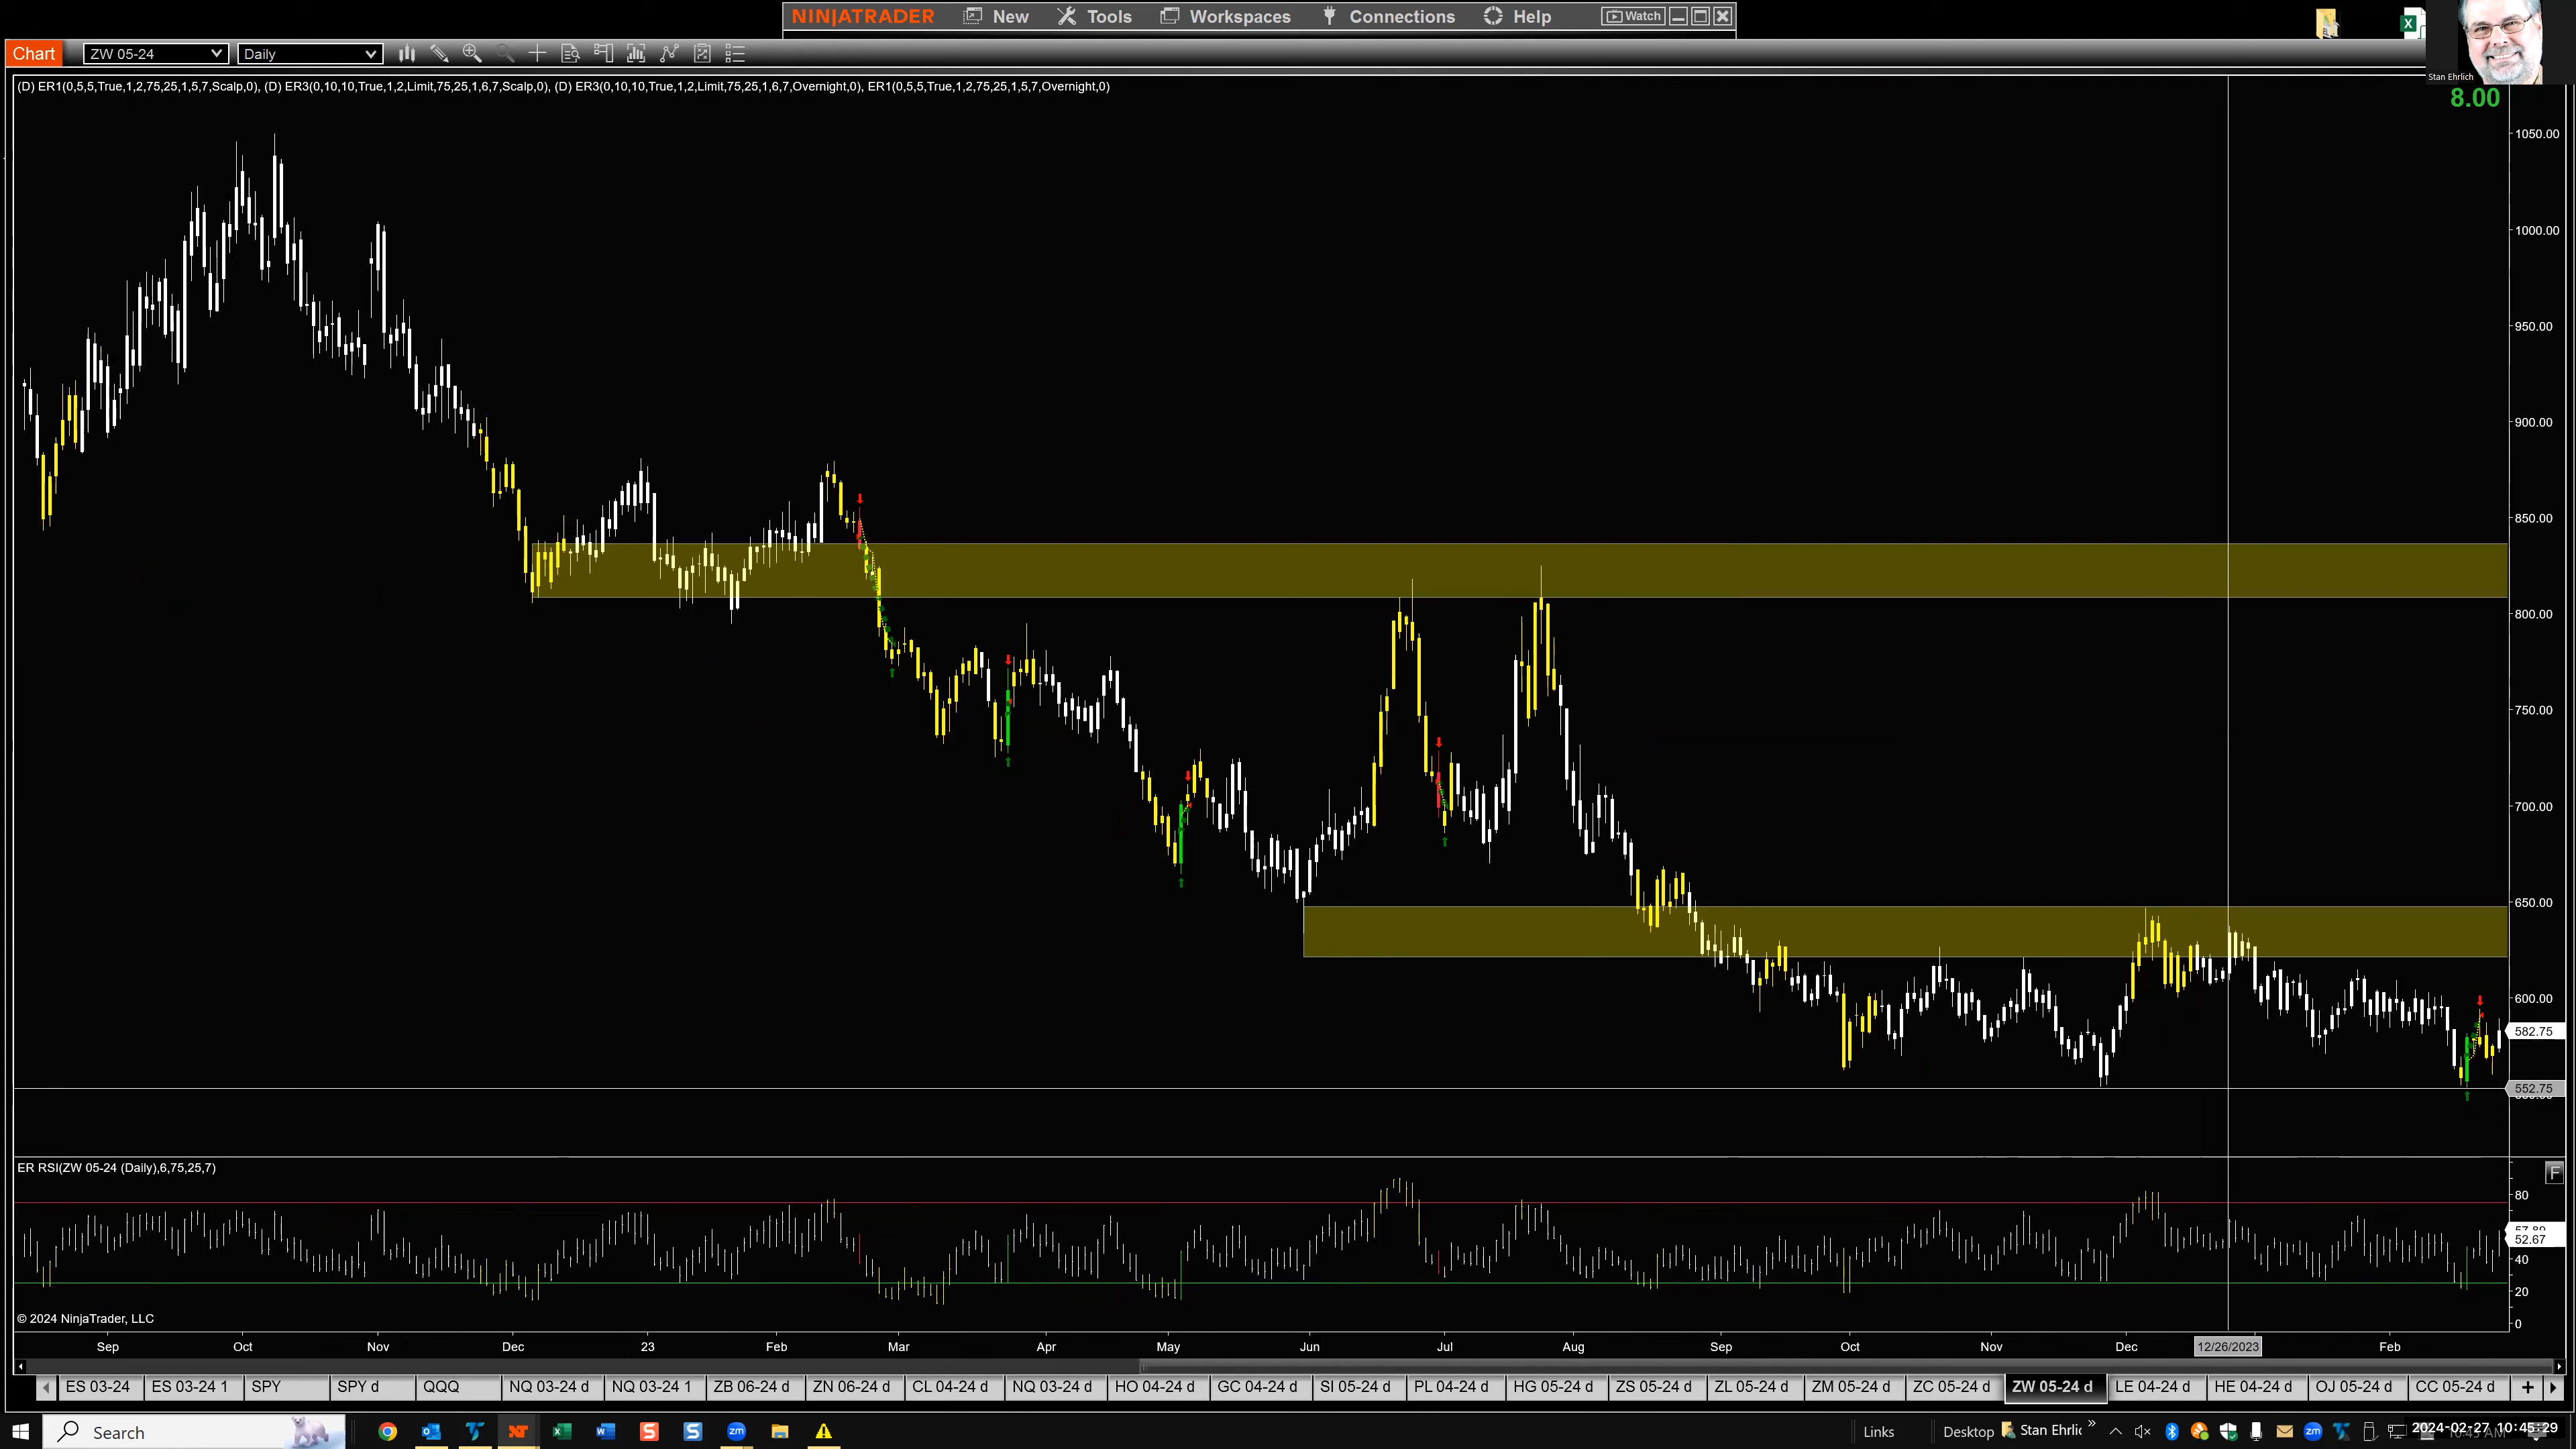 NINJATRADER New Tools Workspaces Connections Help Watch
Chart ZW 05-24 Daily
Stan Ehrlich
(D) ER1(0,5,5,True,1,2,75,25,1,5,7,Scalp,0), (D) ER3(0,10,10,True,1,2,Limit,75,25,1,6,7,Scalp,0), (D) ER3(0,10,10,True,1,2,Limit,75,25,1,6,7,Overnight,0), ER1(0,5,5,True,1,2,75,25,1,5,7,Overnight,0)
8.00
1050.00
1000.00
950.00
900.00
850.00
800.00
750.00
700.00
650.00
600.00
582.75
552.75
ER RSI(ZW 05-24 (Daily),6,75,25,7)
F
80
52.67
40
20
0
© 2024 NinjaTrader, LLC
Sep Oct Nov Dec 23 Feb Mar Apr May Jun Jul Aug Sep Oct Nov Dec 12/26/2023 Feb
ES 03-24 ES 03-24 1 SPY SPY d QQQ NQ 03-24 d NQ 03-24 1 ZB 06-24 d ZN 06-24 d CL 04-24 d NQ 03-24 d HO 04-24 d GC 04-24 d SI 05-24 d PL 04-24 d HG 05-24 d ZS 05-24 d ZL 05-24 d ZM 05-24 d ZC 05-24 d ZW 05-24 d LE 04-24 d HE 04-24 d OJ 05-24 d CC 05-24 d +
Search Links Desktop Stan Ehrlic 2024-02-27 10:45:29